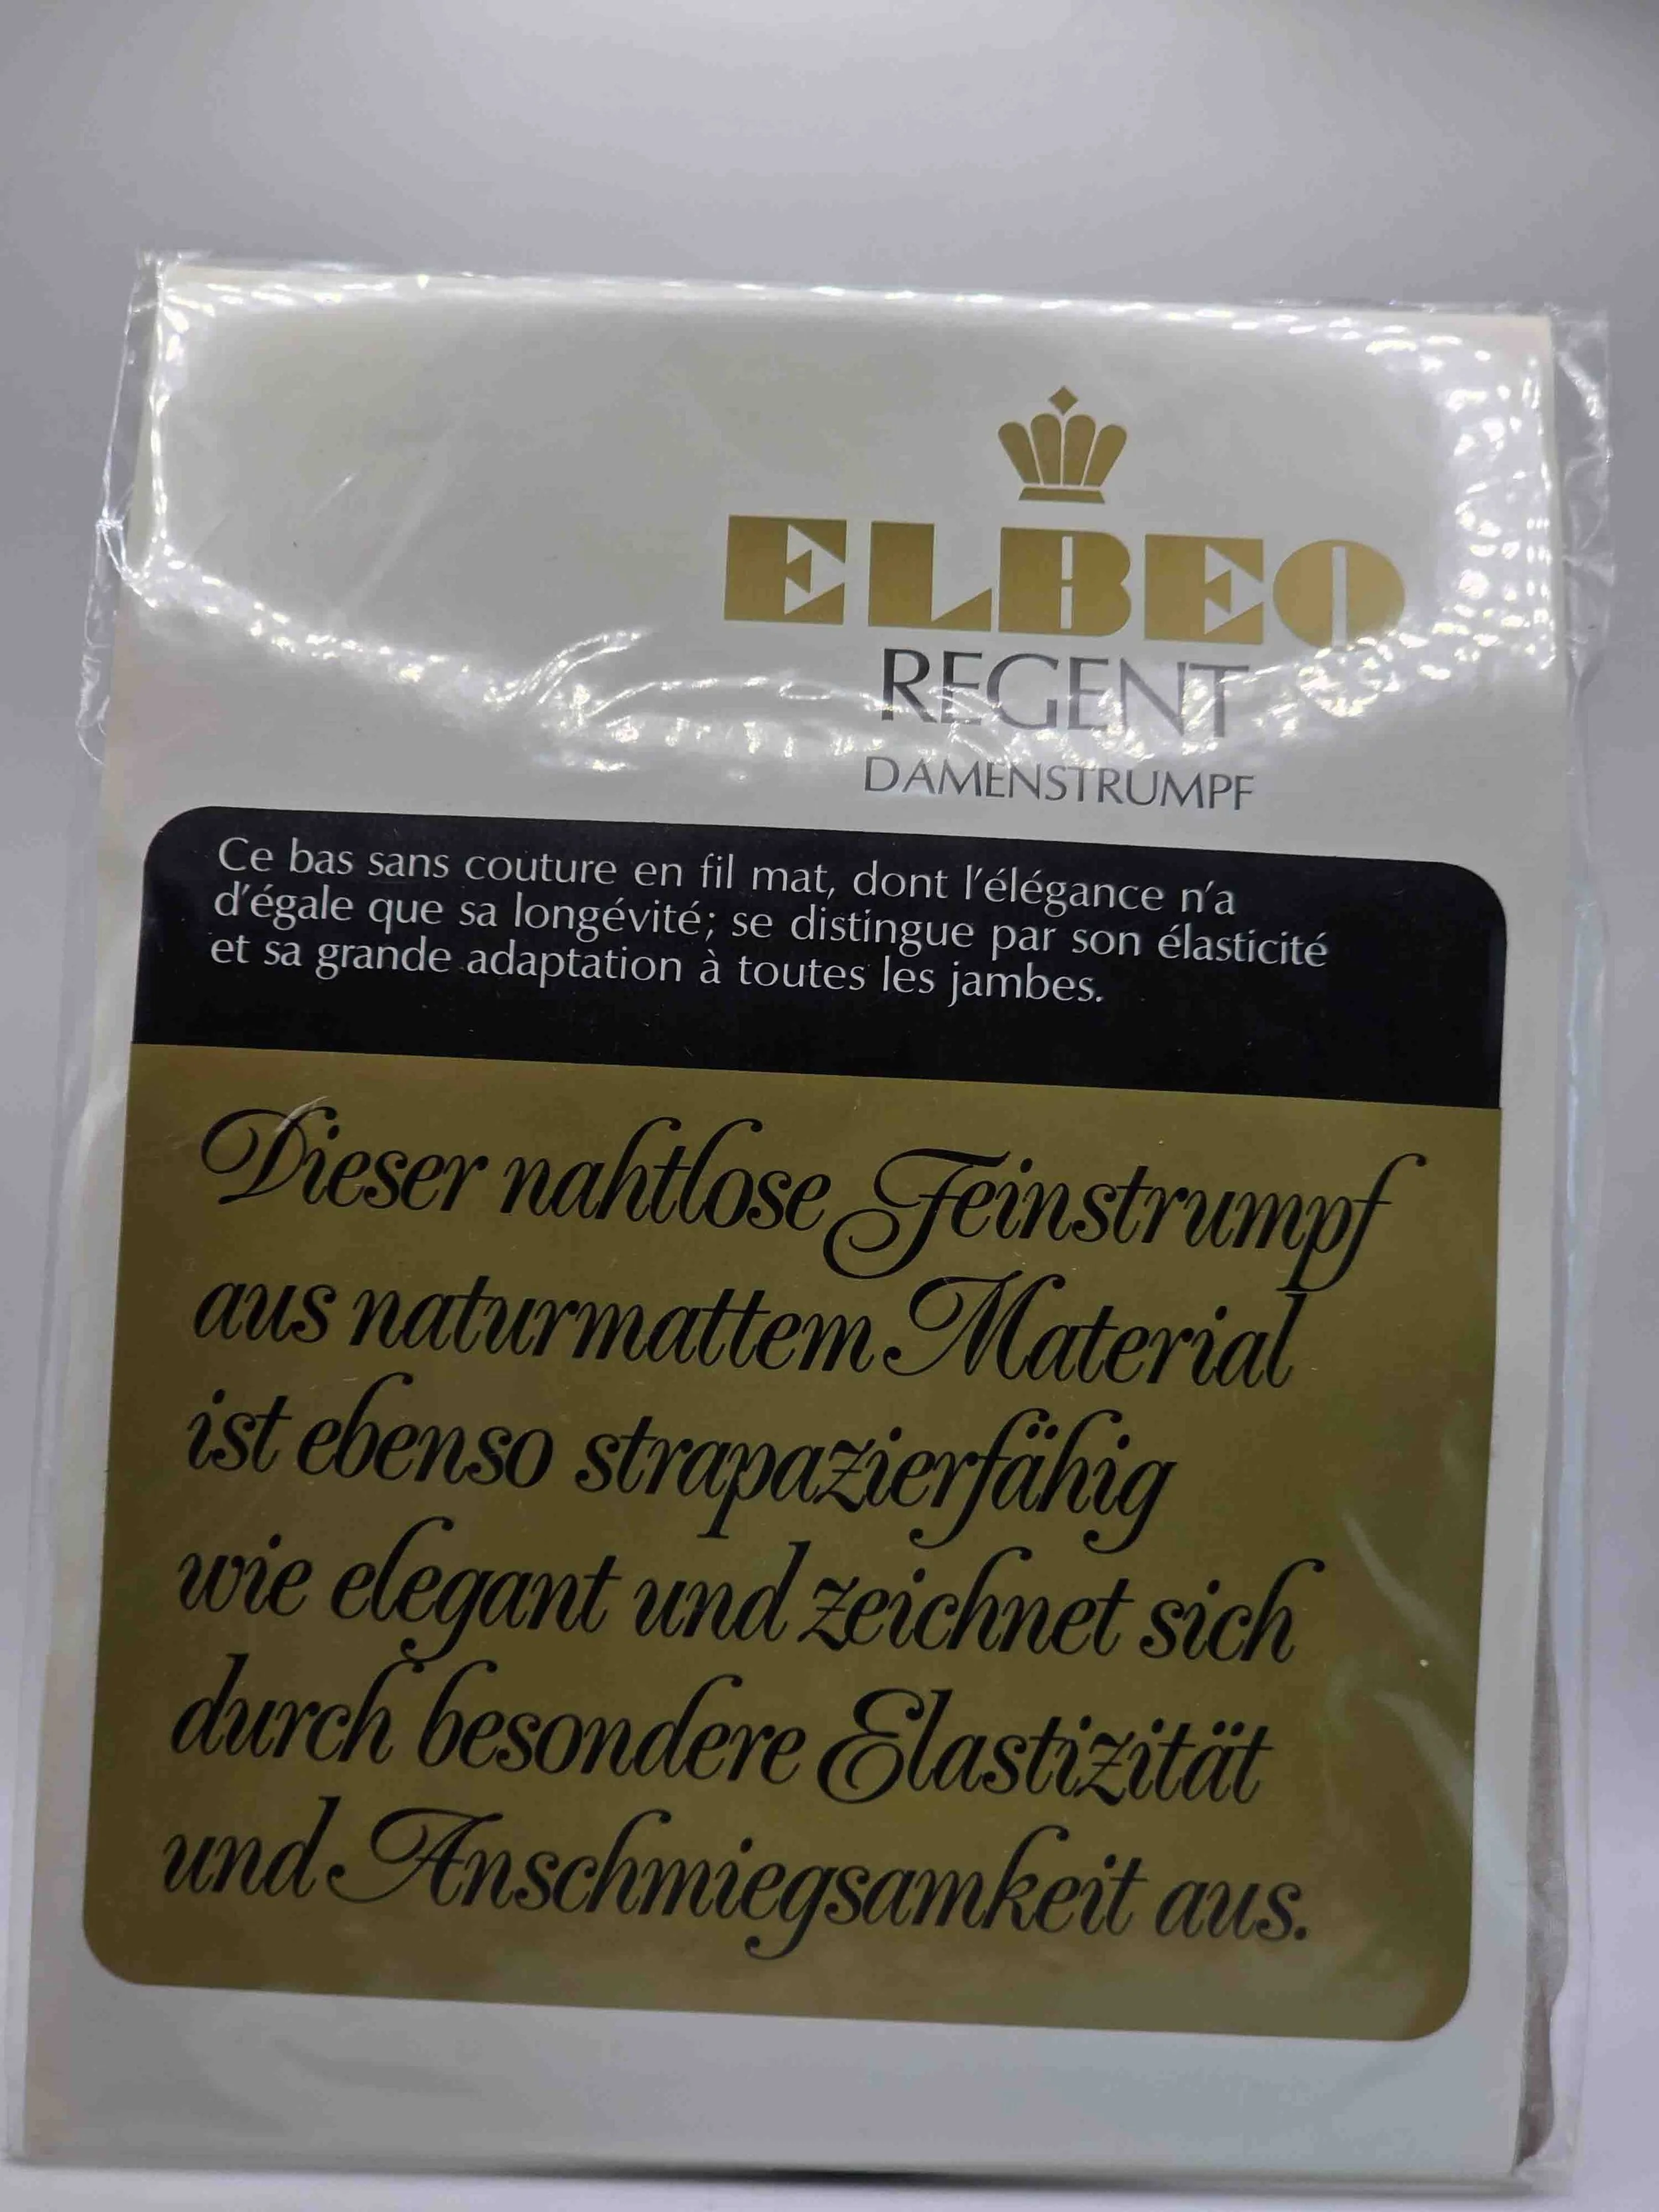 ELBEO
REGENT
DAMENSTRUMPF
Ce bas sans couture en fil mat, dont l'élégance n'a
d'égale que sa longévité; se distingue par son élasticité
et sa grande adaptation à toutes les jambes.
Dieser nahtlose Feinstrumpf
aus naturmattem Material
ist ebenso strapazierfähig
wie elegant und zeichnet sich
durch besondere Elastizität
und Anschmiegsamkeit aus.